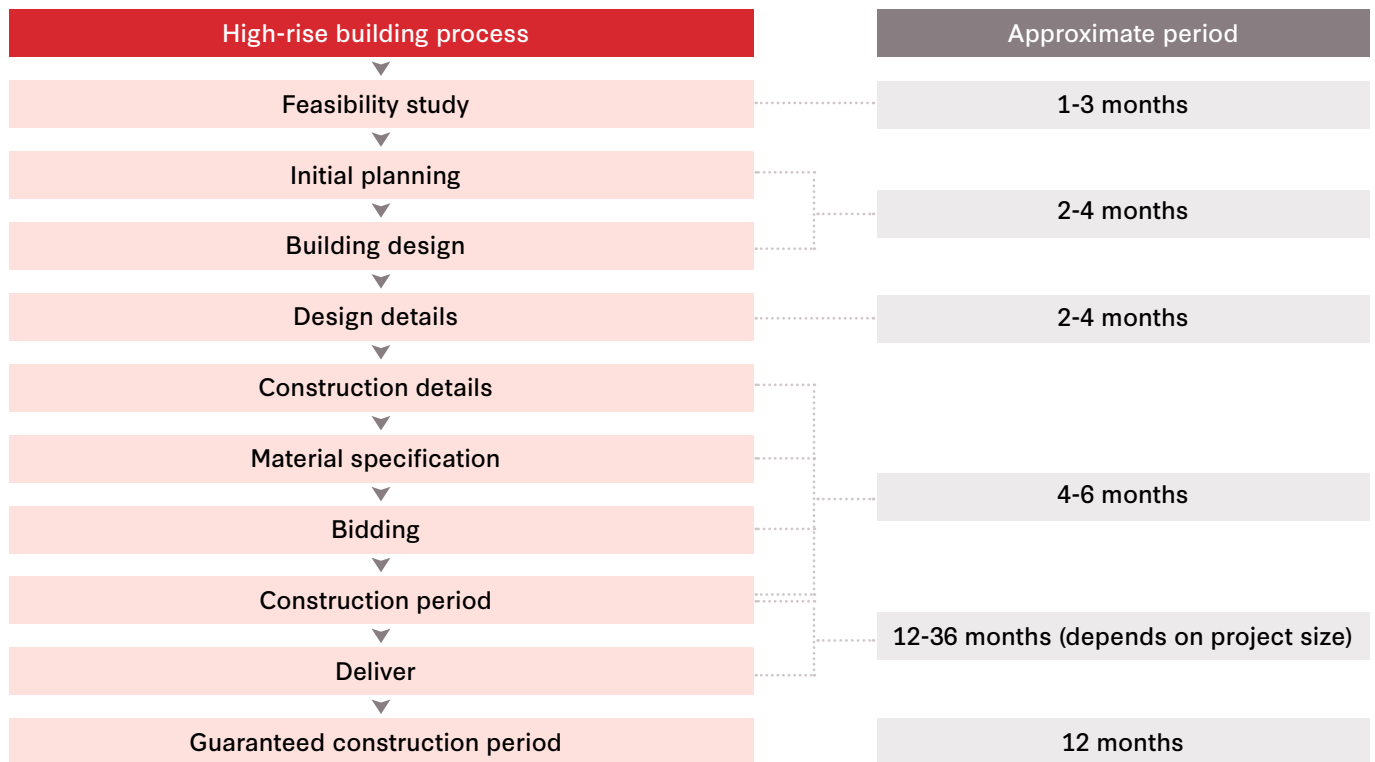 High-rise building process
Approximate period
Feasibility study
1-3 months
Initial planning
2-4 months
Building design
Design details
2-4 months
Construction details
Material specification
4-6 months
Bidding
Construction period
12-36 months (depends on project size)
Deliver
Guaranteed construction period
12 months